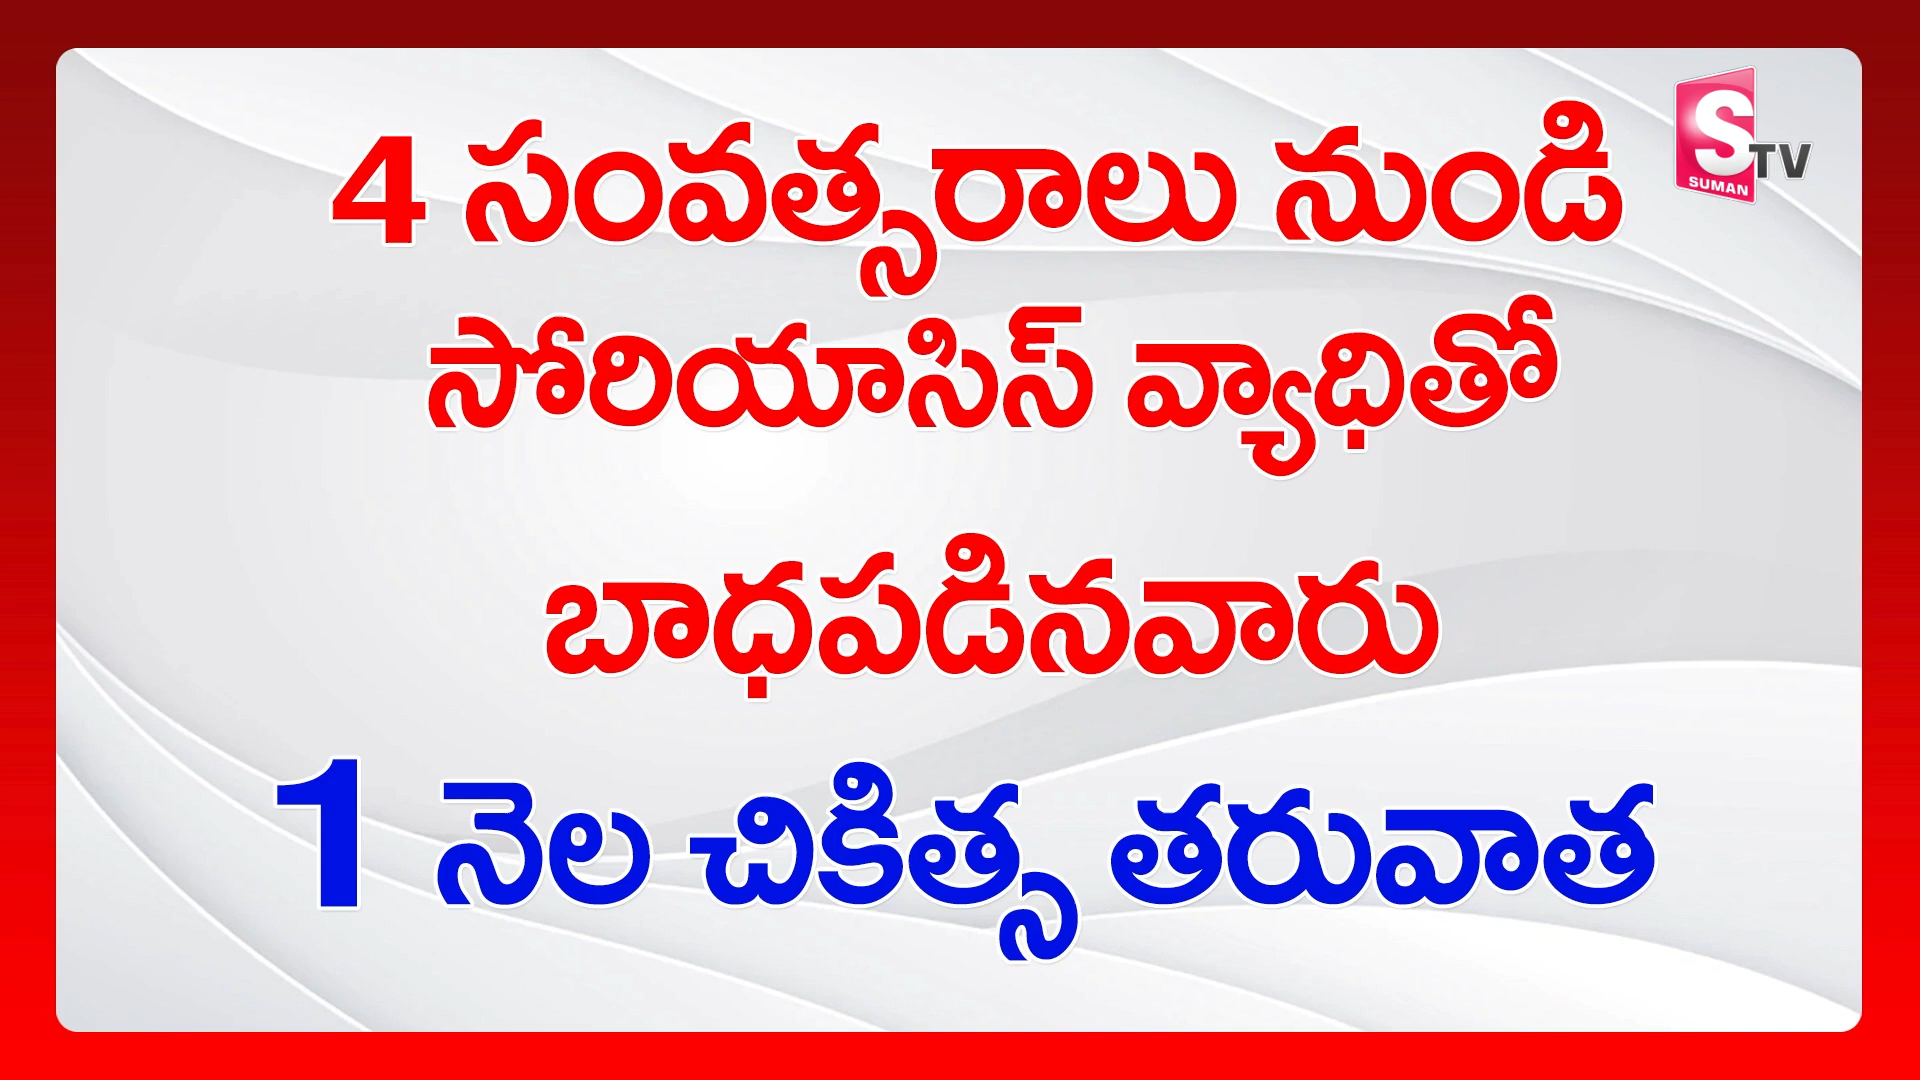 4 సంవత్సరాలు నుండి
సోరియాసిస్ వ్యాధితో
బాధపడినవారు
1 నెల చికిత్స తరువాత
S TV
SUMAN